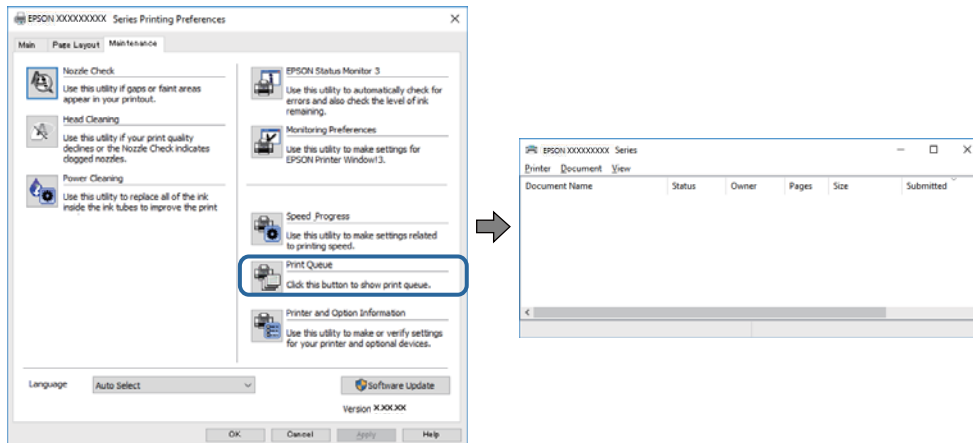 EPSON XXXXXXXXX Series Printing Preferences
Main Page Layout Maintenance
Nozzle Check
Use this utility if gaps or faint areas
appear in your printout.
Head Cleaning
Use this utility if your print quality
declines or the Nozzle Check indicates
clogged nozzles.
Power Cleaning
Use this utility to replace all of the ink
inside the ink tubes to improve the print
EPSON Status Monitor 3
Use this utility to automatically check for
errors and also check the level of ink
remaining.
Monitoring Preferences
Use this utility to make settings for
EPSON Printer Window!3.
Speed Progress
Use this utility to make settings related
to printing speed.
Print Queue
Click this button to show print queue.
Printer and Option Information
Use this utility to make or verify settings
for your printer and optional devices.
Language Auto Select
Software Update
Version X.XX.XX
OK Cancel Apply Help
EPSON XXXXXXXXX Series
Printer Document View
Document Name Status Owner Pages Size Submitted